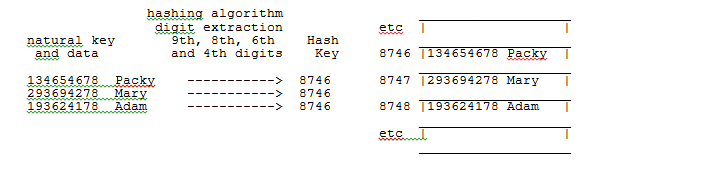 hashing algorithm
digit extraction etc | |
natural key 9th, 8th, 6th Hash
and data and 4th digits Key 8746 |134654678 Packy |
134654678 Packy -----------> 8746 8747 |293694278 Mary |
293694278 Mary -----------> 8746
193624178 Adam -----------> 8746 8748 |193624178 Adam |
etc | |